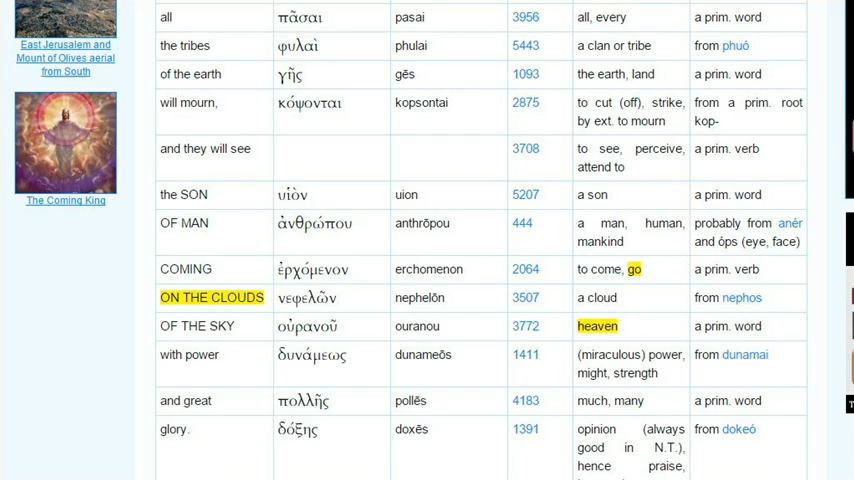 East Jerusalem and
Mount of Olives aerial
from South
The Coming King
all πᾶσαι pasai 3956 all, every a prim. word
the tribes φυλαὶ phulai 5443 a clan or tribe from phuó
of the earth γῆς gēs 1093 the earth, land a prim. word
will mourn, κόψονται kopsontai 2875 to cut (off), strike, from a prim. root
by ext. to mourn kop-
and they will see 3708 to see, perceive, a prim. verb
attend to
the SON υἱὸν uion 5207 a son a prim. word
OF MAN ἀνθρώπου anthrōpou 444 a man, human, probably from anér
mankind and óps (eye, face)
COMING ἐρχόμενον erchomenon 2064 to come, go a prim. verb
ON THE CLOUDS νεφελῶν nephelōn 3507 a cloud from nephos
OF THE SKY οὐρανοῦ ouranou 3772 heaven a prim. word
with power δυνάμεως dunameōs 1411 (miraculous) power, from dunamai
might, strength
and great πολλῆς pollēs 4183 much, many a prim. word
glory. δόξης doxēs 1391 opinion (always from dokeó
good in N.T.),
hence praise,